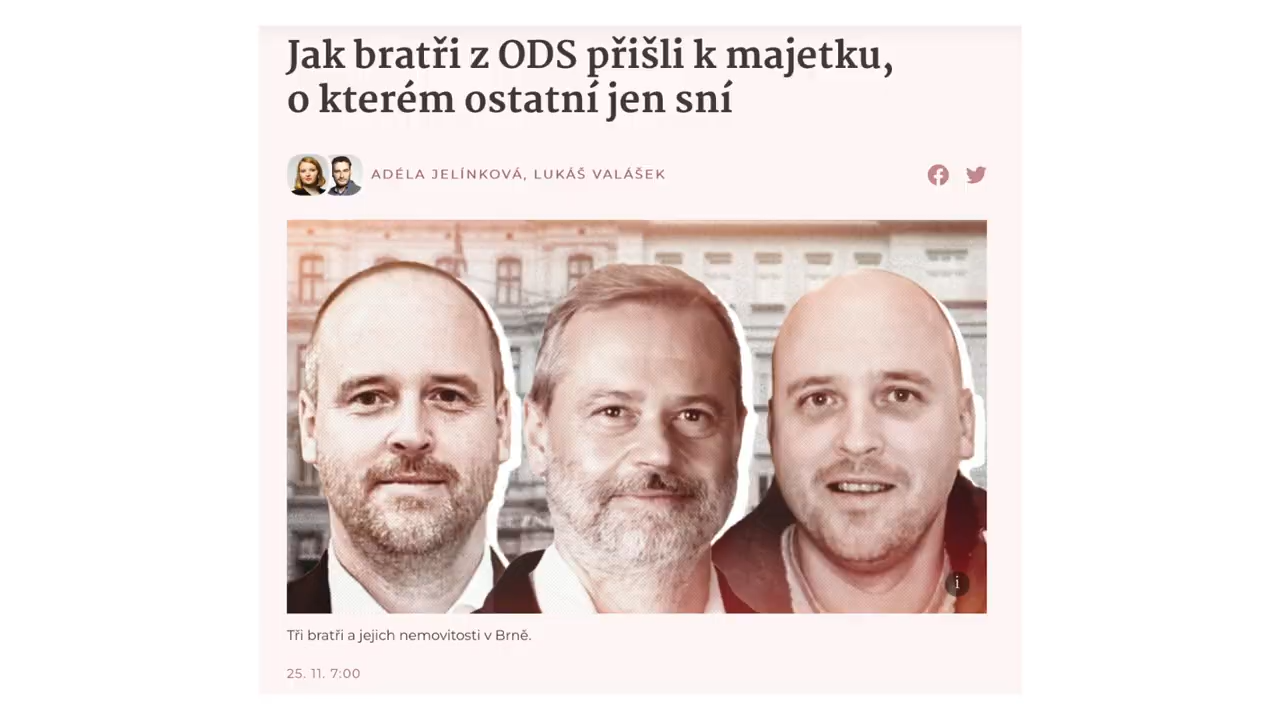 Jak bratři z ODS přišli k majetku,
o kterém ostatní jen sní
ADÉLA JELÍNKOVÁ, LUKÁŠ VALÁŠEK
i
Tři bratři a jejich nemovitosti v Brně.
25. 11. 7:00